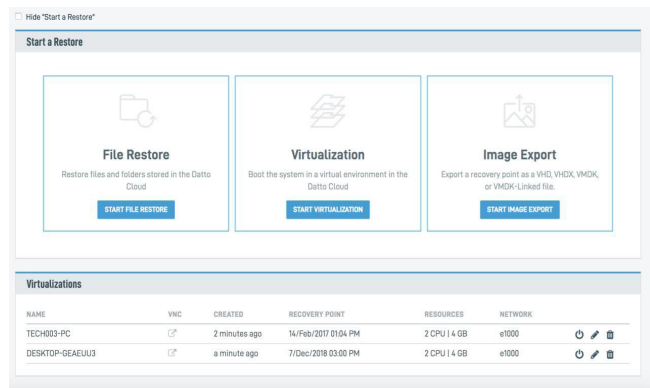 Hide "Start a Restore"
Start a Restore
File Restore
Restore files and folders stored in the Datto
Cloud
START FILE RESTORE
Virtualization
Boot the system in a virtual environment in the
Datto Cloud
START VIRTUALIZATION
Image Export
Export a recovery point as a VHD, VHDX, VMDK,
or VMDK-Linked file.
START IMAGE EXPORT
Virtualizations
NAME VNC CREATED RECOVERY POINT RESOURCES NETWORK
TECH003-PC 2 minutes ago 14/Feb/2017 01:04 PM 2 CPU | 4 GB e1000
DESKTOP-GEAEUU3 a minute ago 7/Dec/2018 03:00 PM 2 CPU | 4 GB e1000